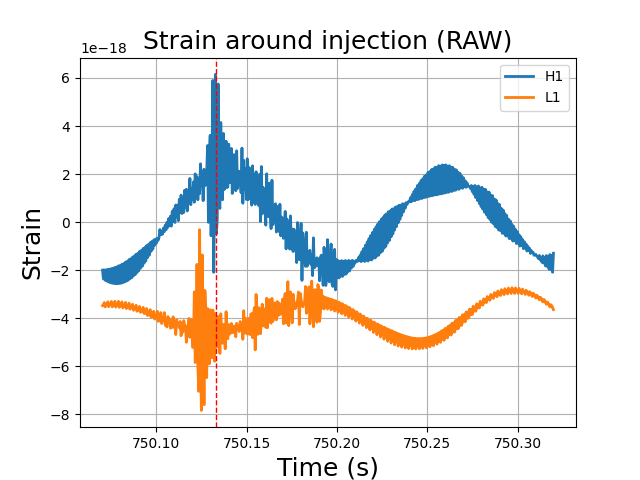 Strain around injection (RAW)
1e−18
H1
L1
6
4
2
0
−2
−4
−6
−8
Strain
750.10 750.15 750.20 750.25 750.30
Time (s)